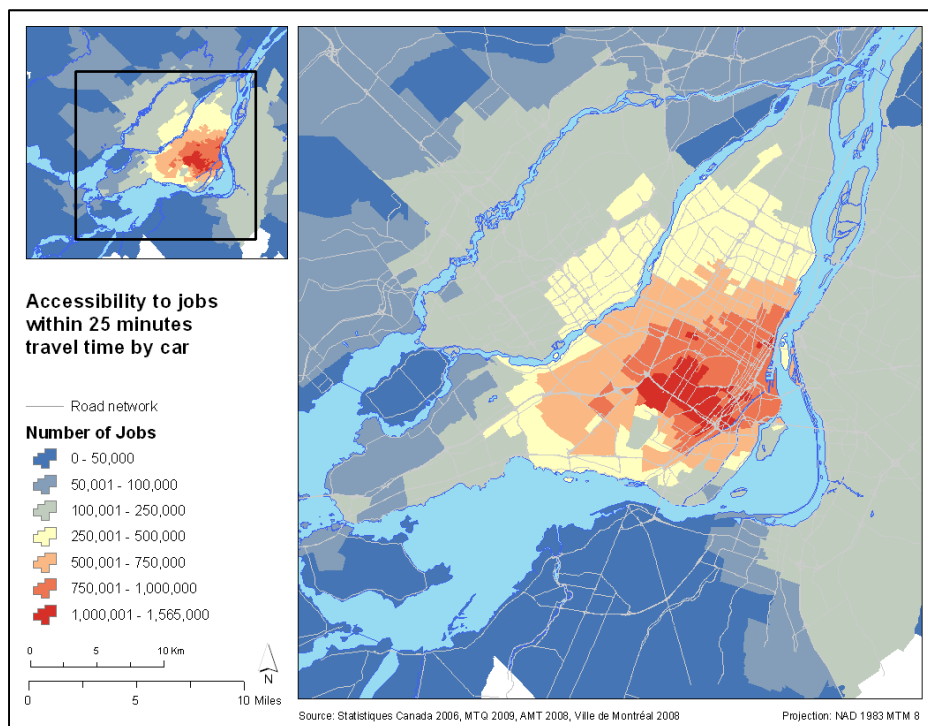 Accessibility to jobs
within 25 minutes
travel time by car
Road network
Number of Jobs
0 - 50,000
50,001 - 100,000
100,001 - 250,000
250,001 - 500,000
500,001 - 750,000
750,001 - 1,000,000
1,000,001 - 1,565,000
0 5 10 Km
N
0 5 10 Miles
Source: Statistiques Canada 2006, MTQ 2009, AMT 2008, Ville de Montréal 2008
Projection: NAD 1983 MTM 8